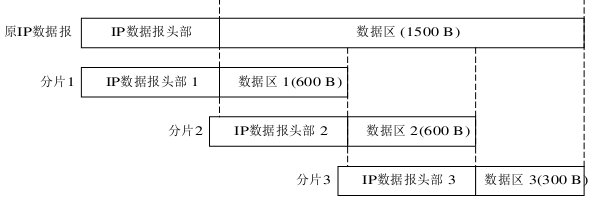 原IP数据报 IP数据报头部 数据区 (1500 B)
分片1 IP数据报头部 1 数据区 1(600 B)
分片2 IP数据报头部 2 数据区 2(600 B)
分片3 IP数据报头部 3 数据区 3(300 B)